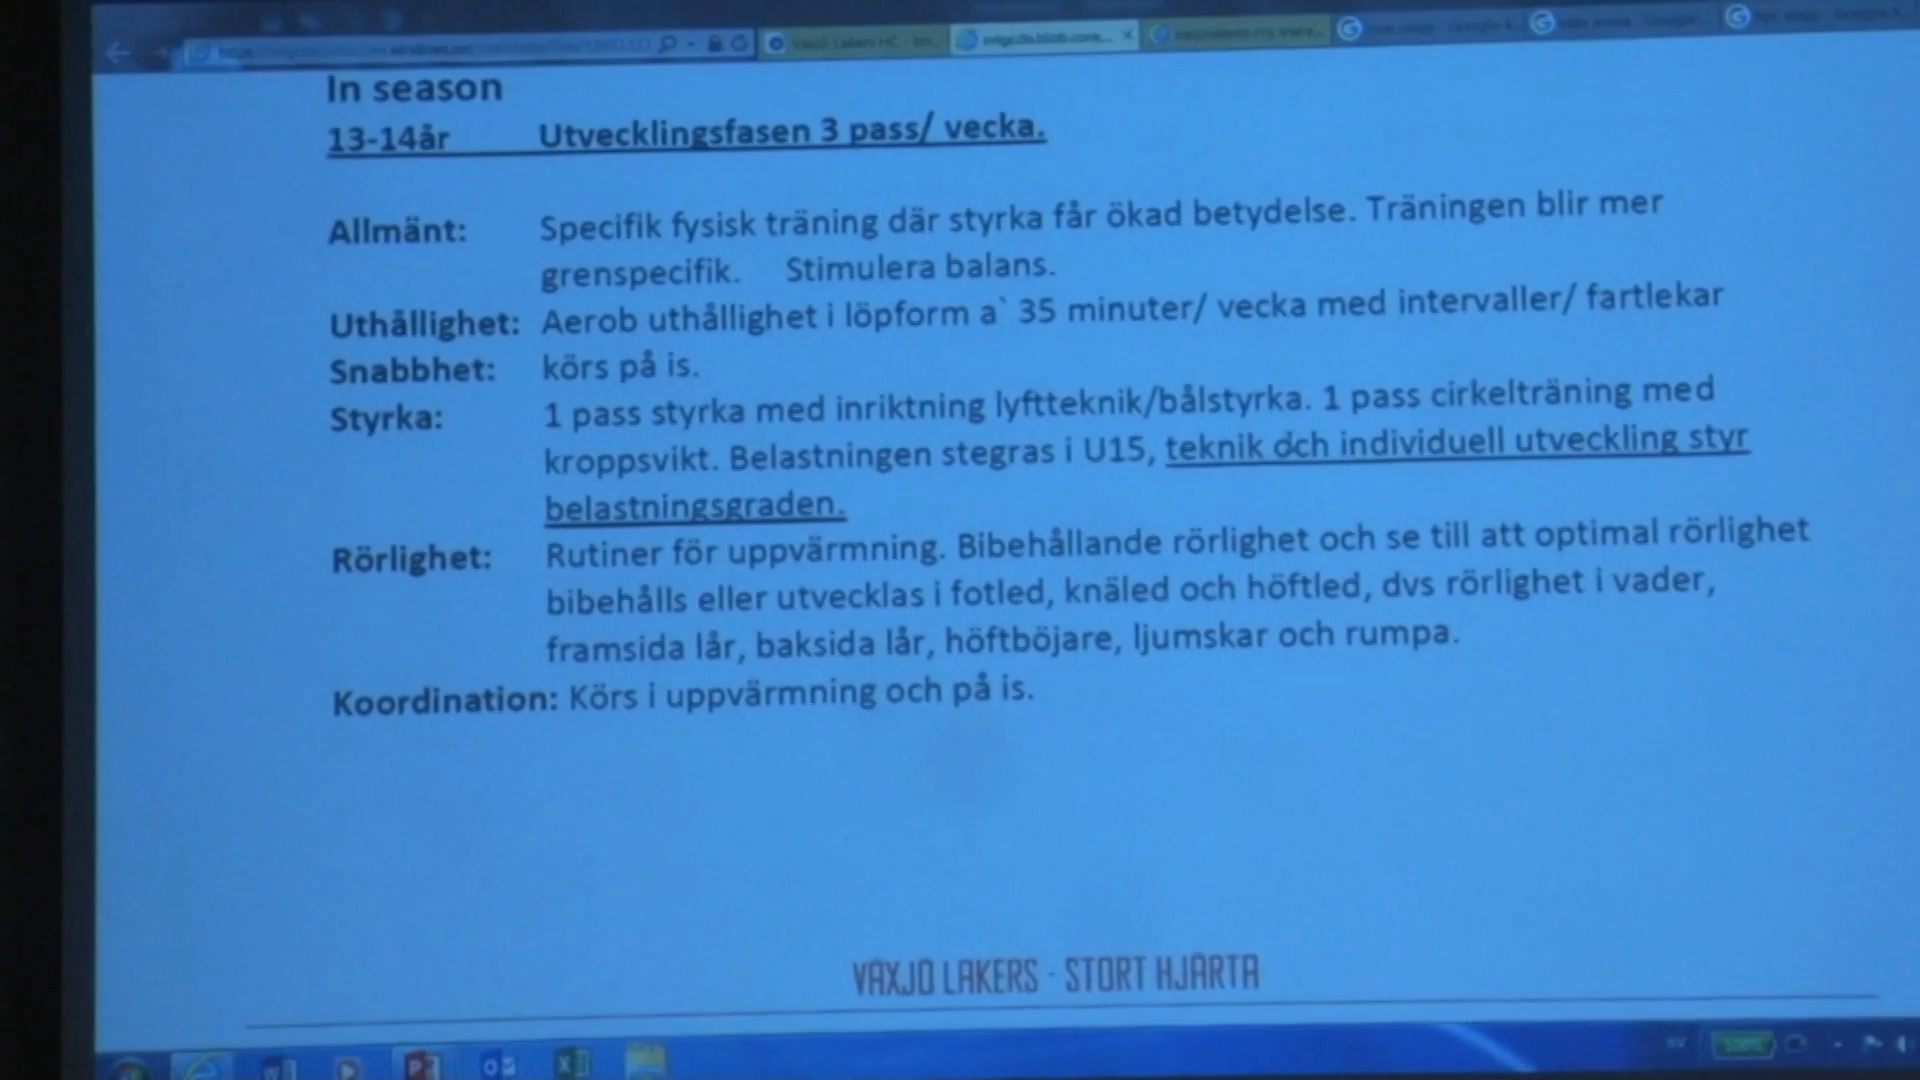 In season
13-14år Utvecklingsfasen 3 pass/ vecka.
Allmänt: Specifik fysisk träning där styrka får ökad betydelse. Träningen blir mer
grenspecifik. Stimulera balans.
Uthållighet: Aerob uthållighet i löpform a` 35 minuter/ vecka med intervaller/ fartlekar
Snabbhet: körs på is.
Styrka: 1 pass styrka med inriktning lyftteknik/bålstyrka. 1 pass cirkelträning med
kroppsvikt. Belastningen stegras i U15, teknik och individuell utveckling styr
belastningsgraden.
Rörlighet: Rutiner för uppvärmning. Bibehållande rörlighet och se till att optimal rörlighet
bibehålls eller utvecklas i fotled, knäled och höftled, dvs rörlighet i vader,
framsida lår, baksida lår, höftböjare, ljumskar och rumpa.
Koordination: Körs i uppvärmning och på is.
VÄXJÖ LAKERS · STORT HJÄRTA